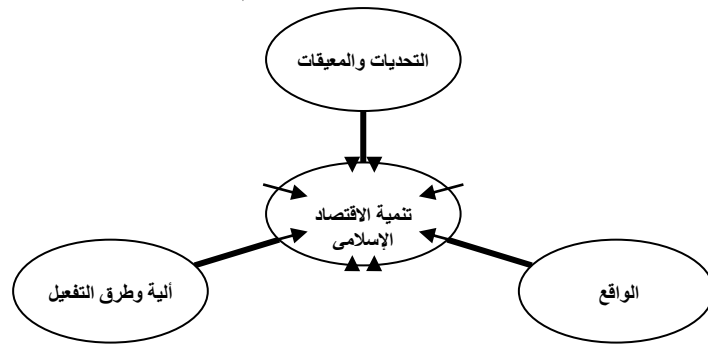 التحديات والمعيقات
تنمية الاقتصاد
الإسلامى
ألية وطرق التفعيل
الواقع